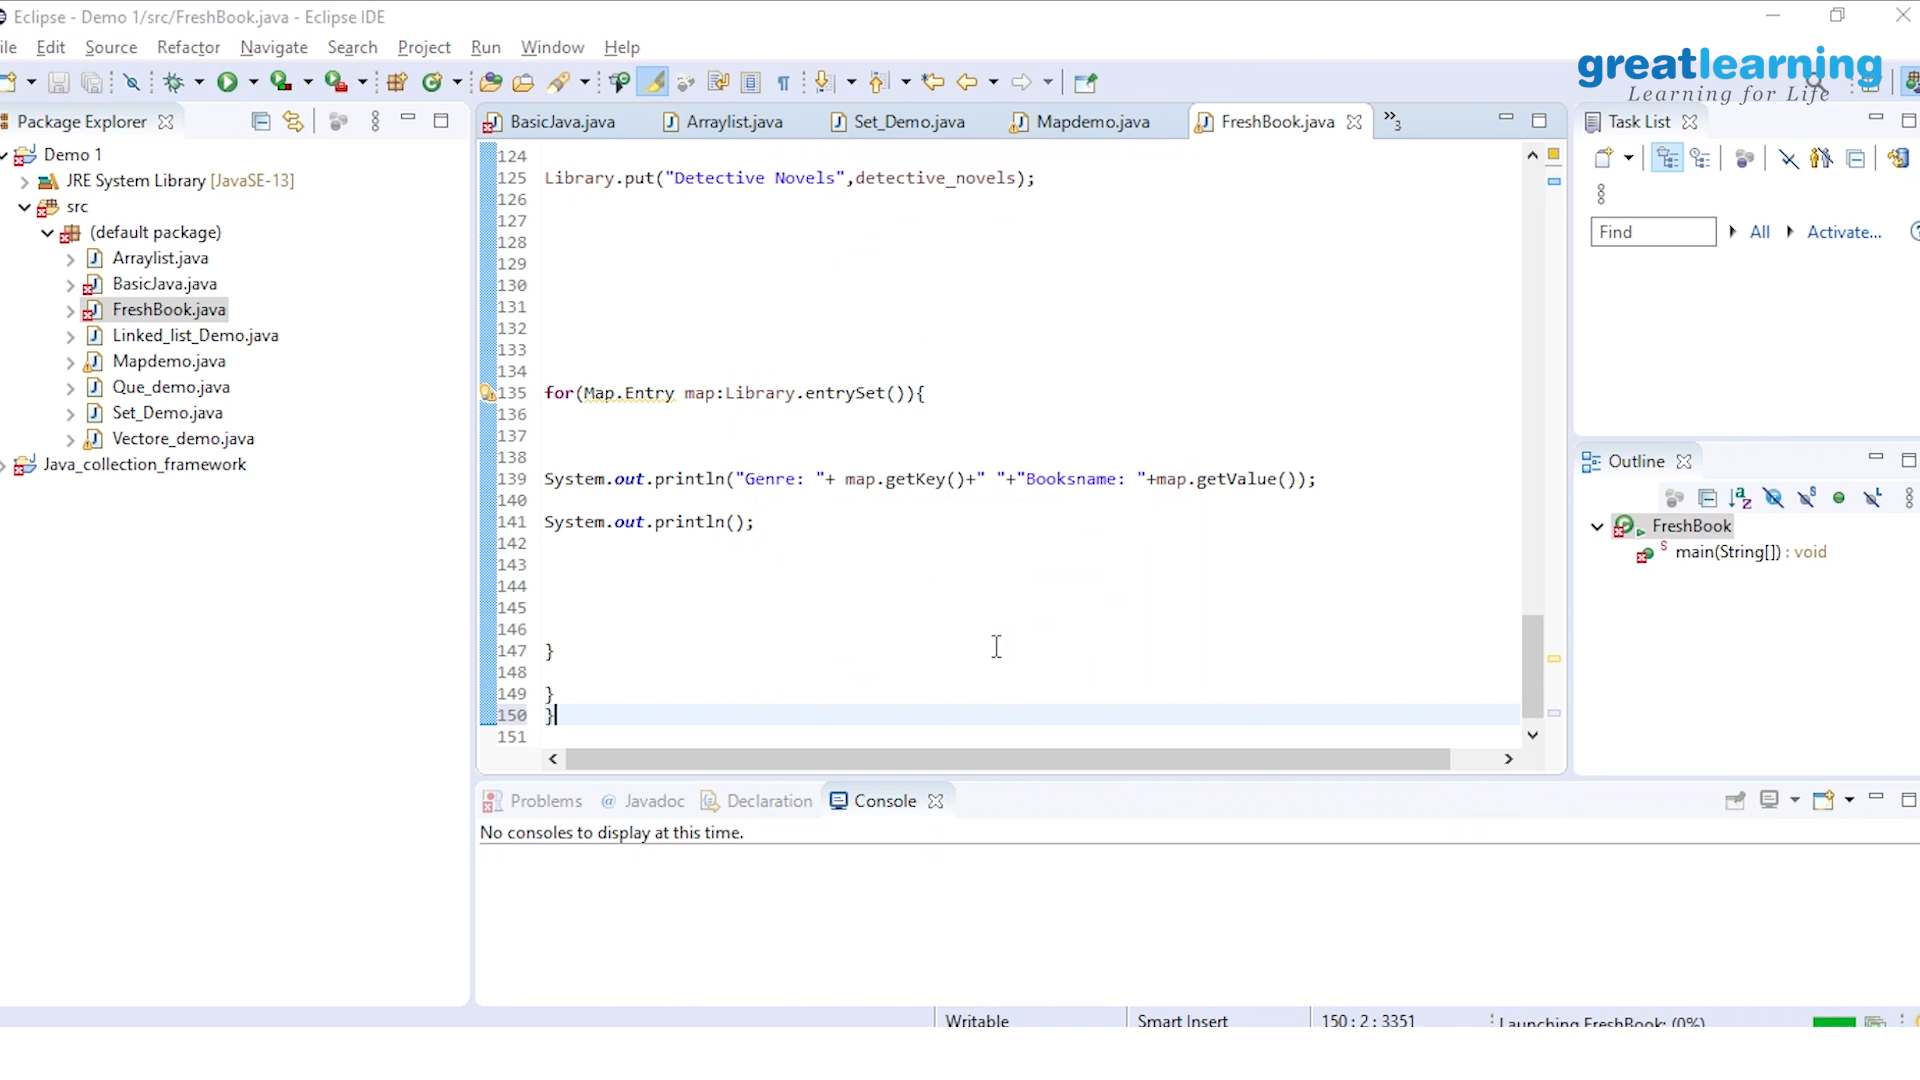 Eclipse - Demo 1/src/FreshBook.java - Eclipse IDE
ile Edit Source Refactor Navigate Search Project Run Window Help
greatlearning
Learning for Life
Package Explorer
Demo 1
JRE System Library [JavaSE-13]
src
(default package)
Arraylist.java
BasicJava.java
FreshBook.java
Linked_list_Demo.java
Mapdemo.java
Que_demo.java
Set_Demo.java
Vectore_demo.java
Java_collection_framework
BasicJava.java Arraylist.java Set_Demo.java Mapdemo.java FreshBook.java »3
124
125 Library.put("Detective Novels",detective_novels);
126
127
128
129
130
131
132
133
134
135 for(Map.Entry map:Library.entrySet()){
136
137
138
139 System.out.println("Genre: "+ map.getKey()+" "+"Booksname: "+map.getValue());
140
141 System.out.println();
142
143
144
145
146
147 }
148
149 }
150 }
151
Task List
Find All Activate...
Outline
FreshBook
S main(String[]) : void
Problems @ Javadoc Declaration Console
No consoles to display at this time.
Writable Smart Insert 150 : 2 : 3351 Launching FreshBook: (0%)